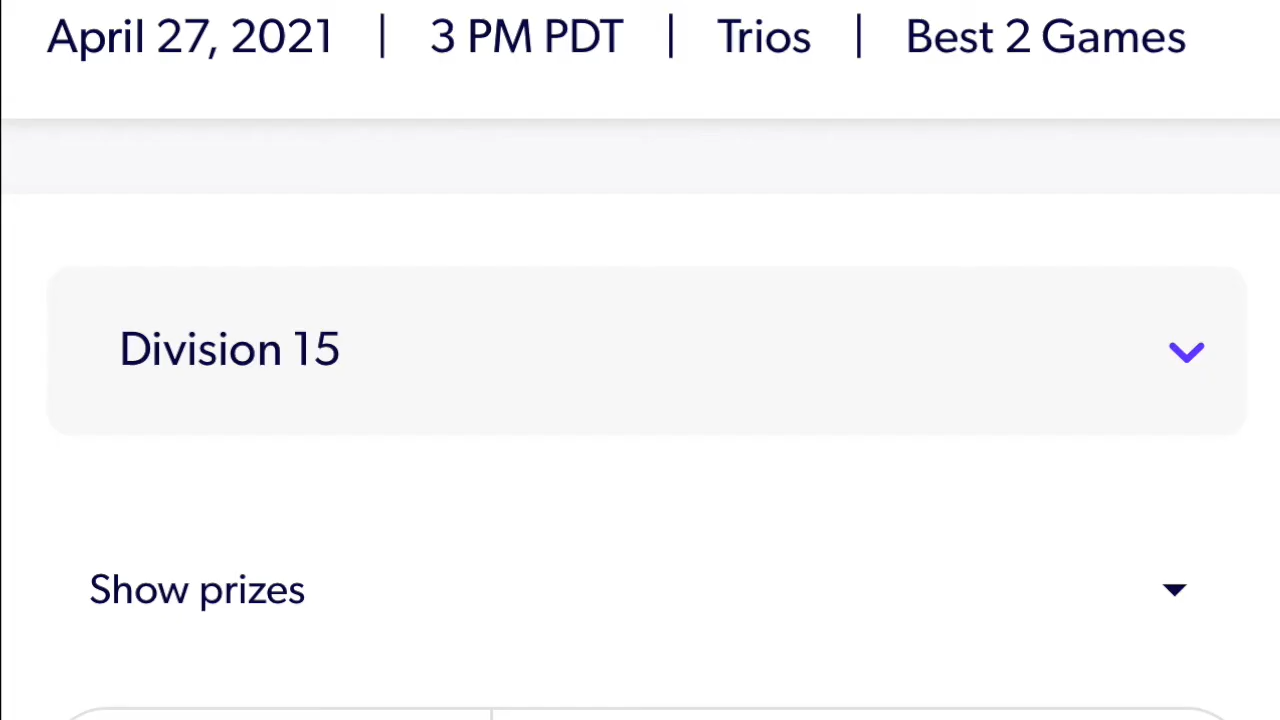 April 27, 2021 | 3 PM PDT | Trios | Best 2 Games
Division 15
Show prizes